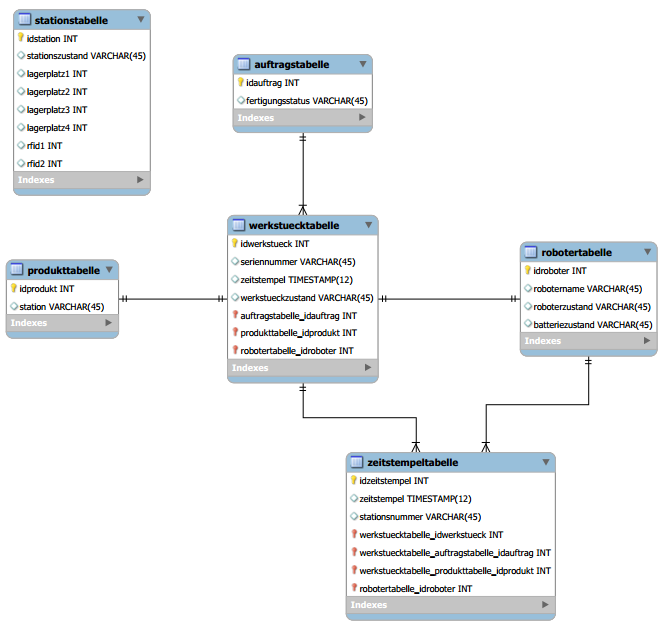 stationstabelle
idstation INT
stationszustand VARCHAR(45)
lagerplatz1 INT
lagerplatz2 INT
lagerplatz3 INT
lagerplatz4 INT
rfid1 INT
rfid2 INT
Indexes
auftragstabelle
idauftrag INT
fertigungsstatus VARCHAR(45)
Indexes
werkstuecktabelle
idwerkstueck INT
seriennummer VARCHAR(45)
zeitstempel TIMESTAMP(12)
werkstueckzustand VARCHAR(45)
auftragstabelle_idauftrag INT
produkttabelle_idprodukt INT
robotertabelle_idroboter INT
Indexes
produkttabelle
idprodukt INT
station VARCHAR(45)
Indexes
robotertabelle
idroboter INT
robotername VARCHAR(45)
roboterzustand VARCHAR(45)
batteriezustand VARCHAR(45)
Indexes
zeitstempeltabelle
idzeitstempel INT
zeitstempel TIMESTAMP(12)
stationsnummer VARCHAR(45)
werkstuecktabelle_idwerkstueck INT
werkstuecktabelle_auftragstabelle_idauftrag INT
werkstuecktabelle_produkttabelle_idprodukt INT
robotertabelle_idroboter INT
Indexes